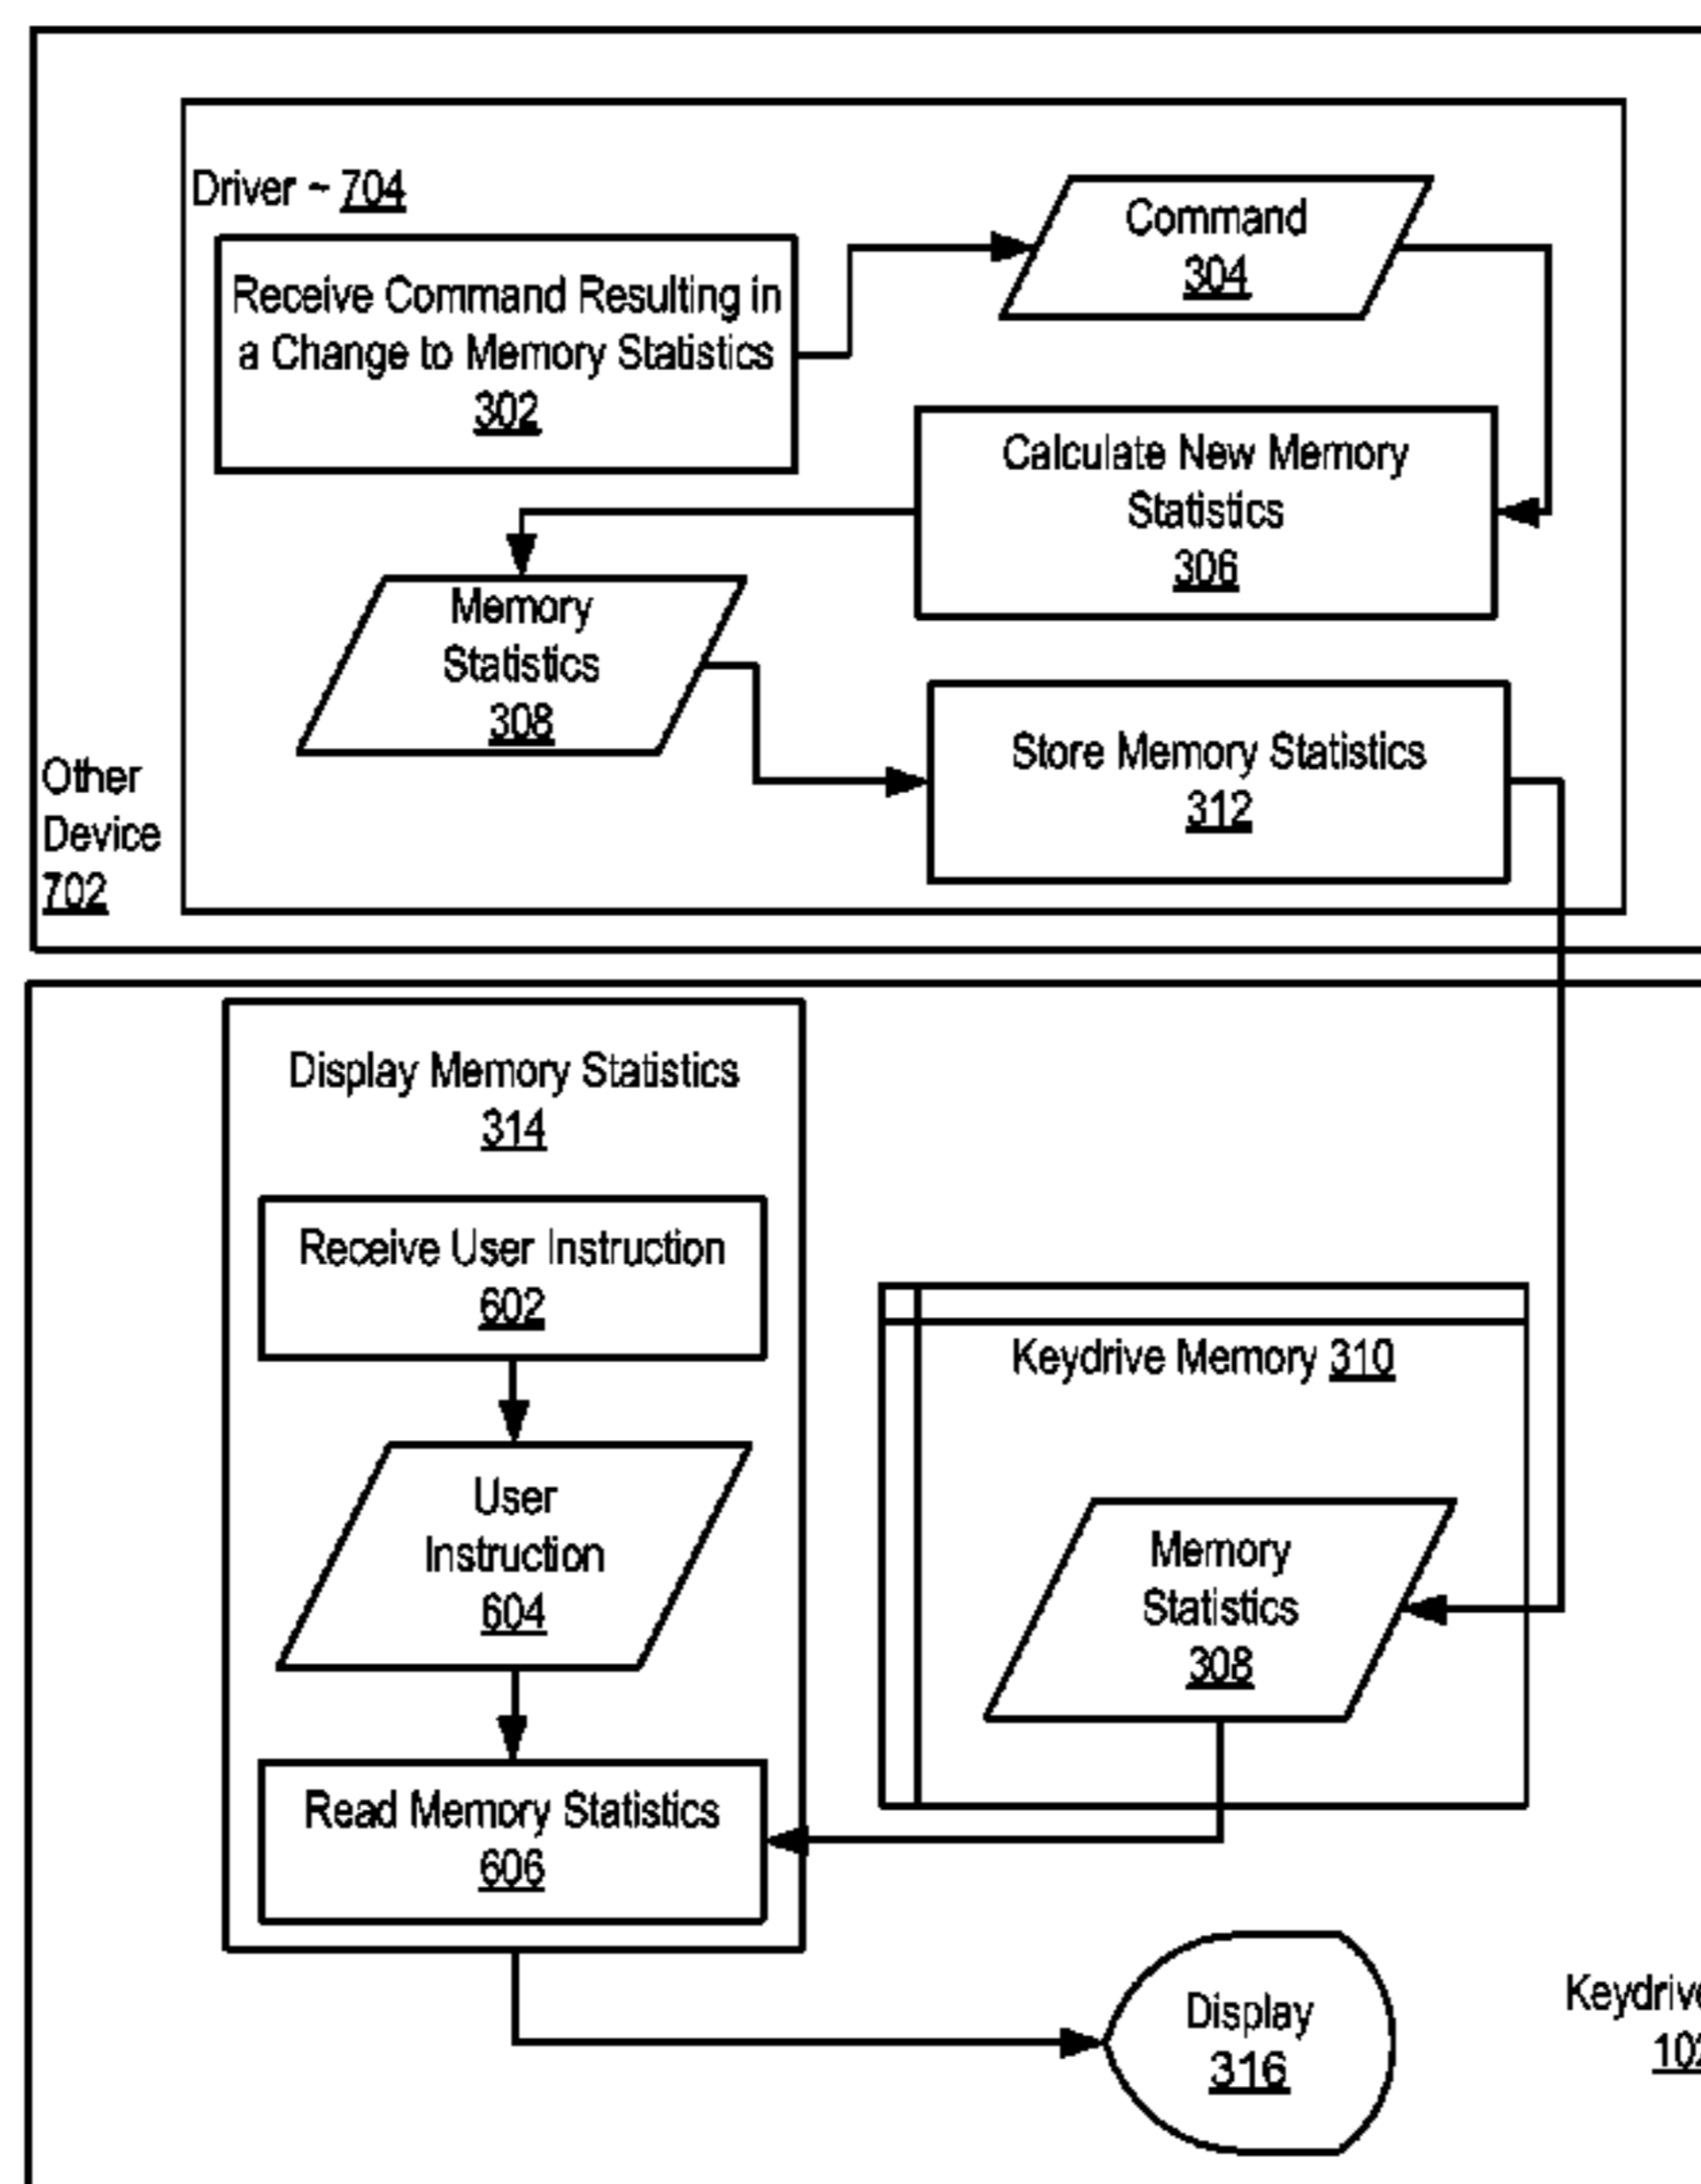 Driver ~ 704
Command
304
Receive Command Resulting in
a Change to Memory Statistics
302
Calculate New Memory
Statistics
306
Memory
Statistics
308
Store Memory Statistics
312
Other
Device
702
Display Memory Statistics
314
Receive User Instruction
602
Keydrive Memory 310
User
Instruction
604
Memory
Statistics
308
Read Memory Statistics
606
Display
316
Keydrive
102